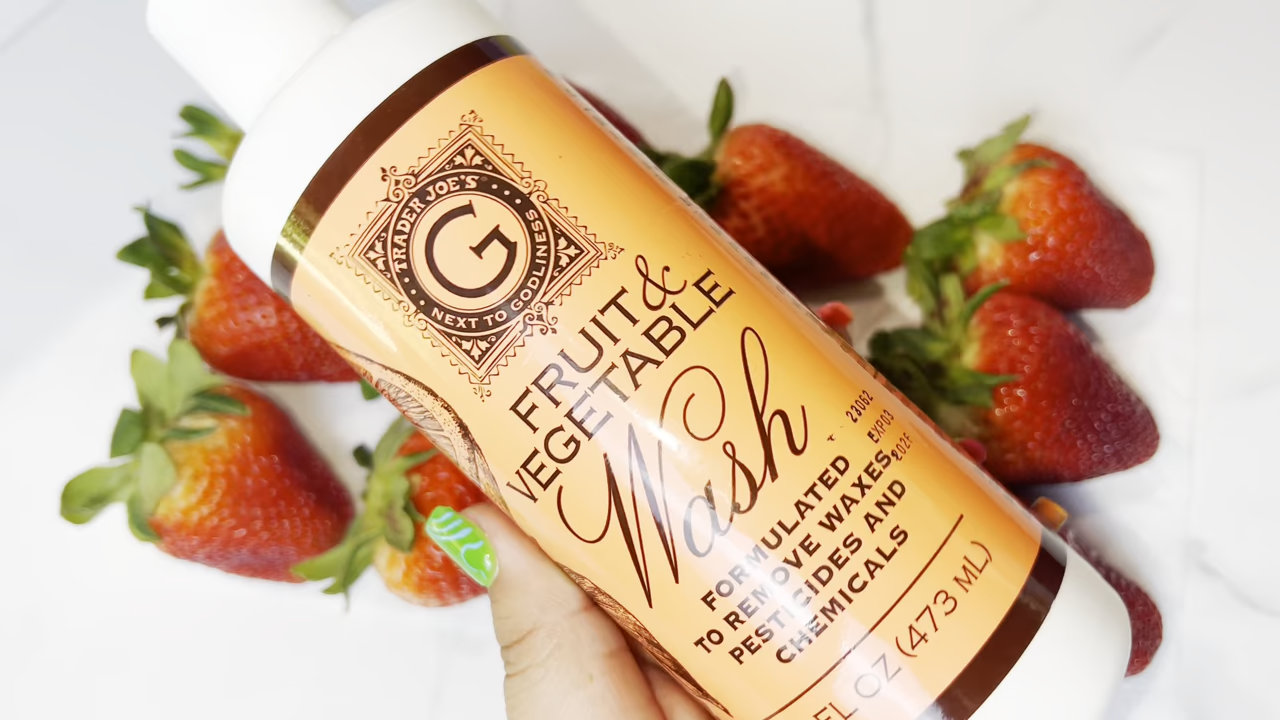 TRADER JOE'S
G
NEXT TO GODLINESS
FRUIT &
VEGETABLE
Wash
23062
EXP03
FORMULATED
TO REMOVE WAXES,
PESTICIDES AND
CHEMICALS
FL OZ (473 ML)